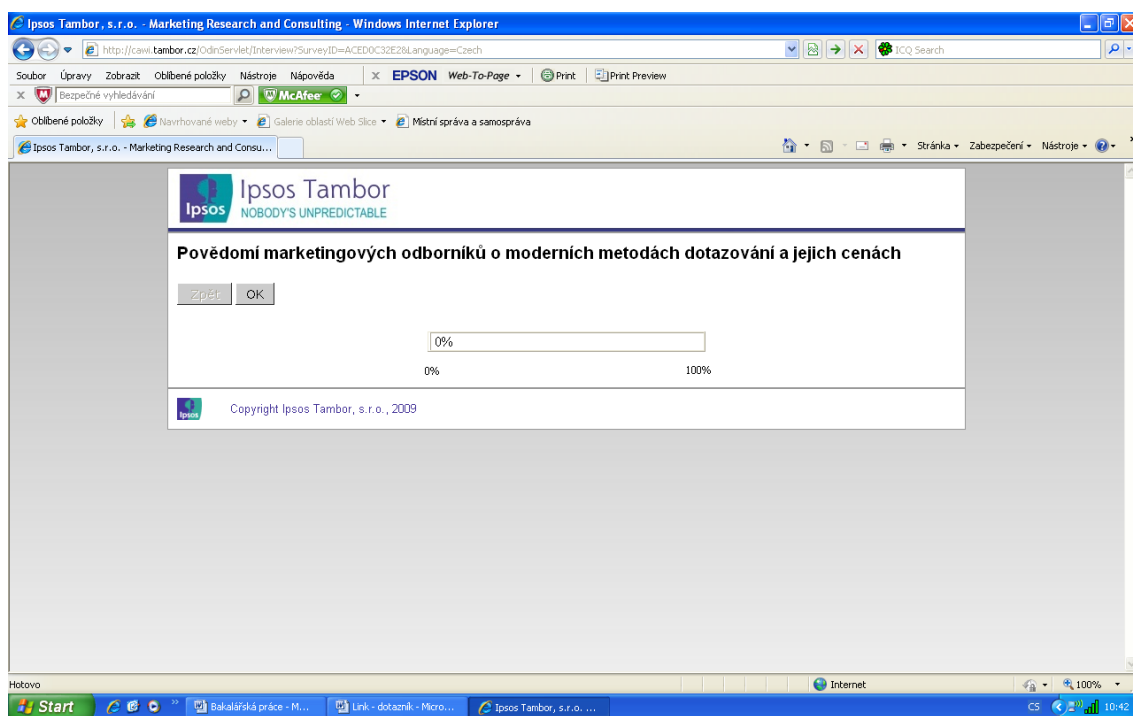 Ipsos Tambor, s.r.o. - Marketing Research and Consulting - Windows Internet Explorer
http://cawi.tambor.cz/OdinServlet/Interview?SurveyID=ACED0C32E2&Language=Czech
ICQ Search
Soubor Úpravy Zobrazit Oblíbené položky Nástroje Nápověda x EPSON Web-To-Page Print Print Preview
x Bezpečné vyhledávání McAfee
Oblíbené položky Navrhované weby Galerie oblastí Web Slice Místní správa a samospráva
Ipsos Tambor, s.r.o. - Marketing Research and Consu... Stránka Zabezpečení Nástroje
Ipsos
Ipsos Tambor
NOBODY'S UNPREDICTABLE
Povědomí marketingových odborníků o moderních metodách dotazování a jejich cenách
Zpět OK
0%
0% 100%
Ipsos Copyright Ipsos Tambor, s.r.o., 2009
Hotovo Internet 100%
Start Bakalářská práce - M... Link - dotazník - Micro... Ipsos Tambor, s.r.o. ... CS 10:42